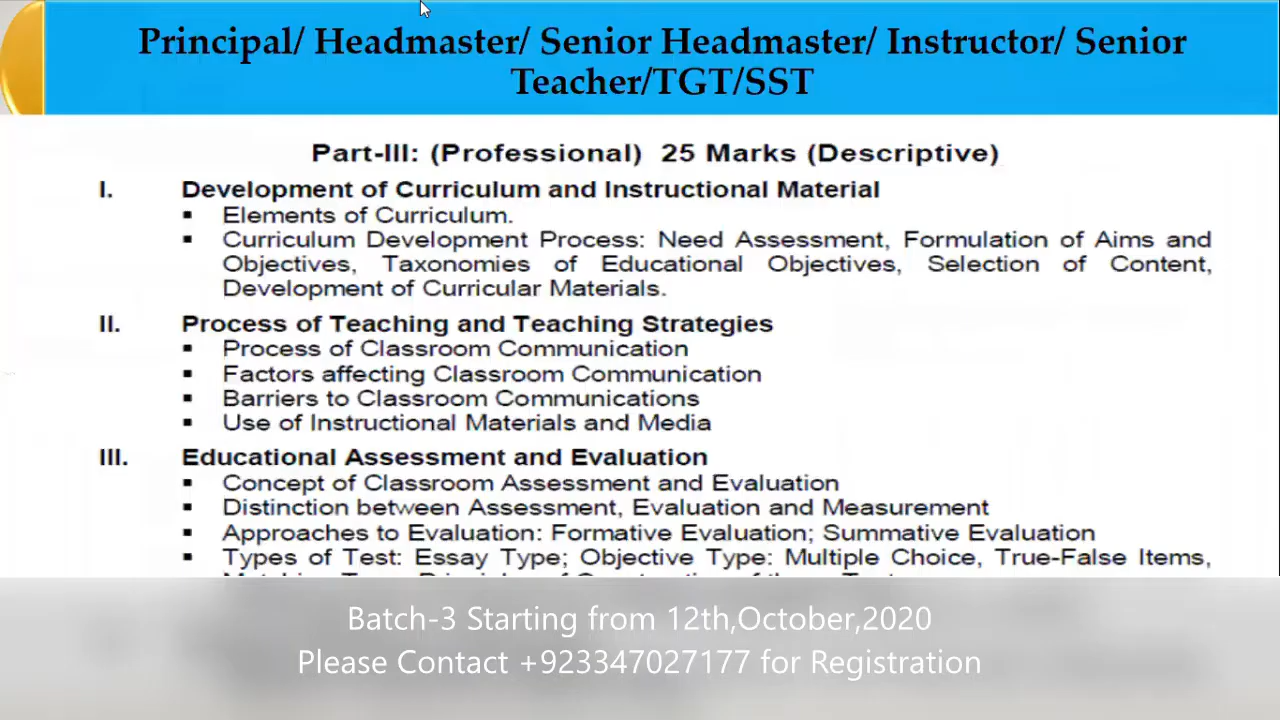 Principal/ Headmaster/ Senior Headmaster/ Instructor/ Senior
Teacher/TGT/SST
Part-III: (Professional) 25 Marks (Descriptive)
I. Development of Curriculum and Instructional Material
▪ Elements of Curriculum.
▪ Curriculum Development Process: Need Assessment, Formulation of Aims and
Objectives, Taxonomies of Educational Objectives, Selection of Content,
Development of Curricular Materials.
II. Process of Teaching and Teaching Strategies
▪ Process of Classroom Communication
▪ Factors affecting Classroom Communication
▪ Barriers to Classroom Communications
▪ Use of Instructional Materials and Media
III. Educational Assessment and Evaluation
▪ Concept of Classroom Assessment and Evaluation
▪ Distinction between Assessment, Evaluation and Measurement
▪ Approaches to Evaluation: Formative Evaluation; Summative Evaluation
▪ Types of Test: Essay Type; Objective Type: Multiple Choice, True-False Items,
Batch-3 Starting from 12th,October,2020
Please Contact +923347027177 for Registration